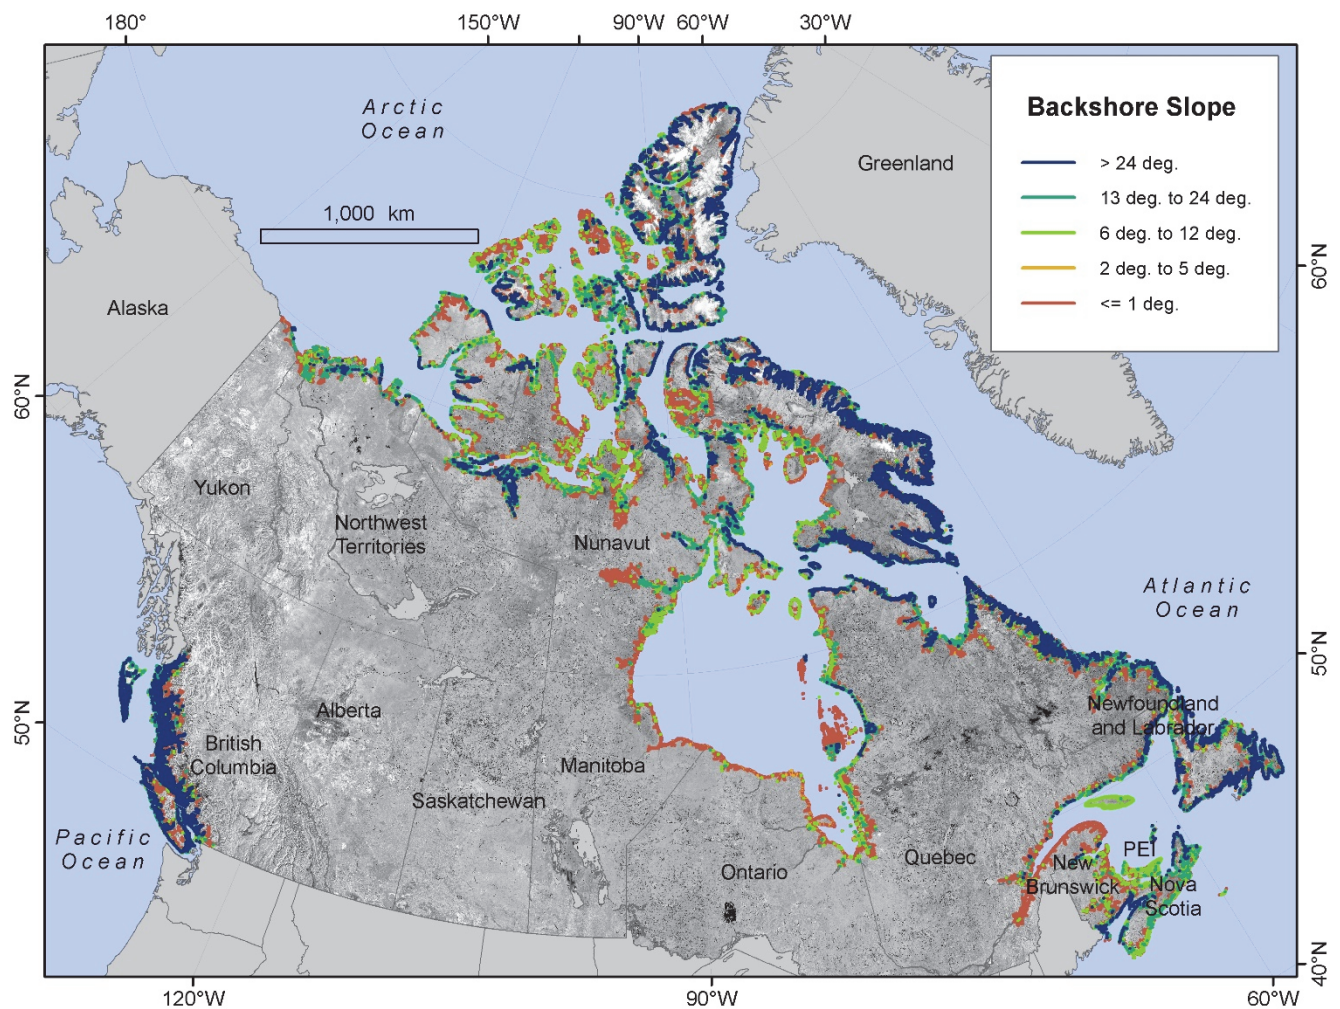 180°
150°W
90°W
60°W
30°W
Arctic
Ocean
Greenland
Backshore Slope
> 24 deg.
13 deg. to 24 deg.
6 deg. to 12 deg.
2 deg. to 5 deg.
<= 1 deg.
1,000 km
60°N
Alaska
60°N
Yukon
Northwest
Territories
Nunavut
Atlantic
Ocean
50°N
50°N
Alberta
British
Columbia
Newfoundland
and Labrador
Manitoba
Saskatchewan
Pacific
Ocean
Ontario
Quebec
PEI
New
Brunswick
Nova
Scotia
40°N
120°W
90°W
60°W